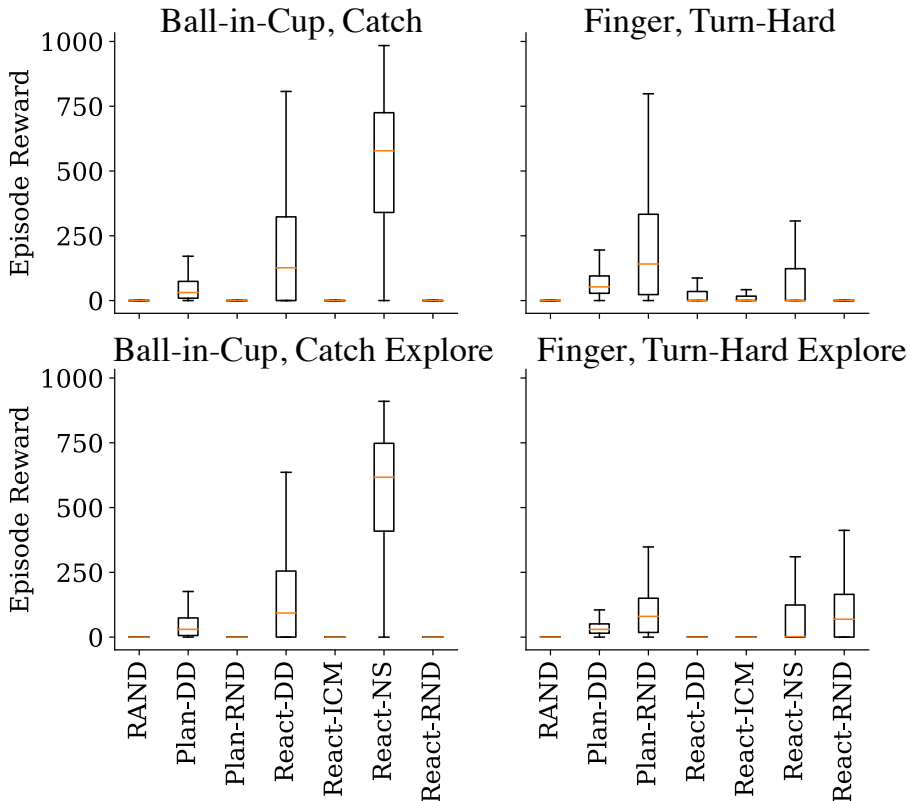 Ball-in-Cup, Catch
Finger, Turn-Hard
Episode Reward
1000
750
500
250
0
Ball-in-Cup, Catch Explore
Finger, Turn-Hard Explore
Episode Reward
1000
750
500
250
0
RAND
Plan-DD
Plan-RND
React-DD
React-ICM
React-NS
React-RND
RAND
Plan-DD
Plan-RND
React-DD
React-ICM
React-NS
React-RND